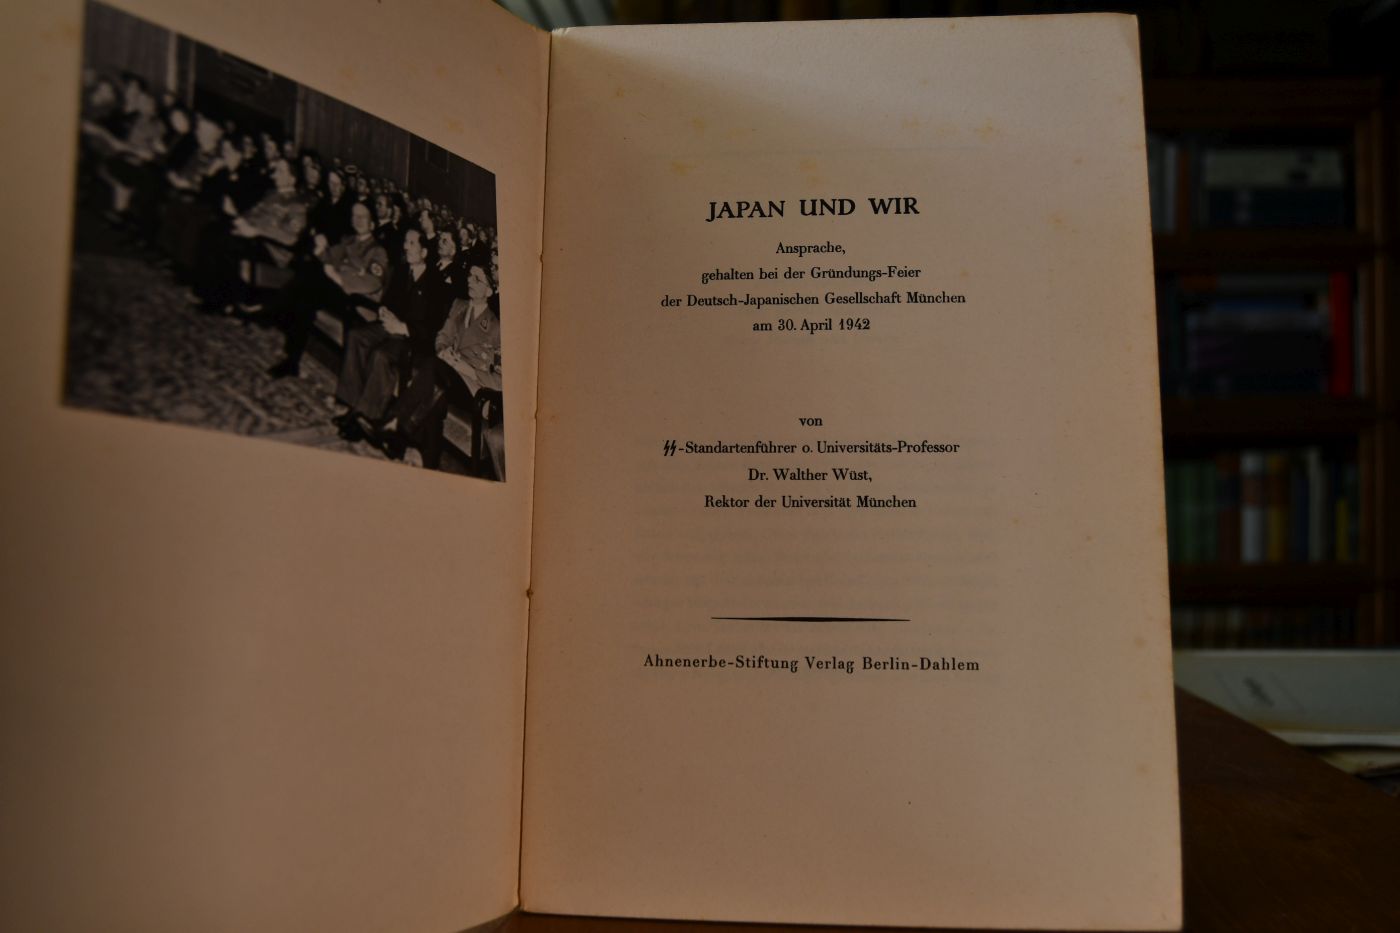 JAPAN UND WIR
Ansprache,
gehalten bei der Gründungs-Feier
der Deutsch-Japanischen Gesellschaft München
am 30. April 1942
von
ᛋᛋ-Standartenführer o. Universitäts-Professor
Dr. Walther Wüst,
Rektor der Universität München
Ahnenerbe-Stiftung Verlag Berlin-Dahlem